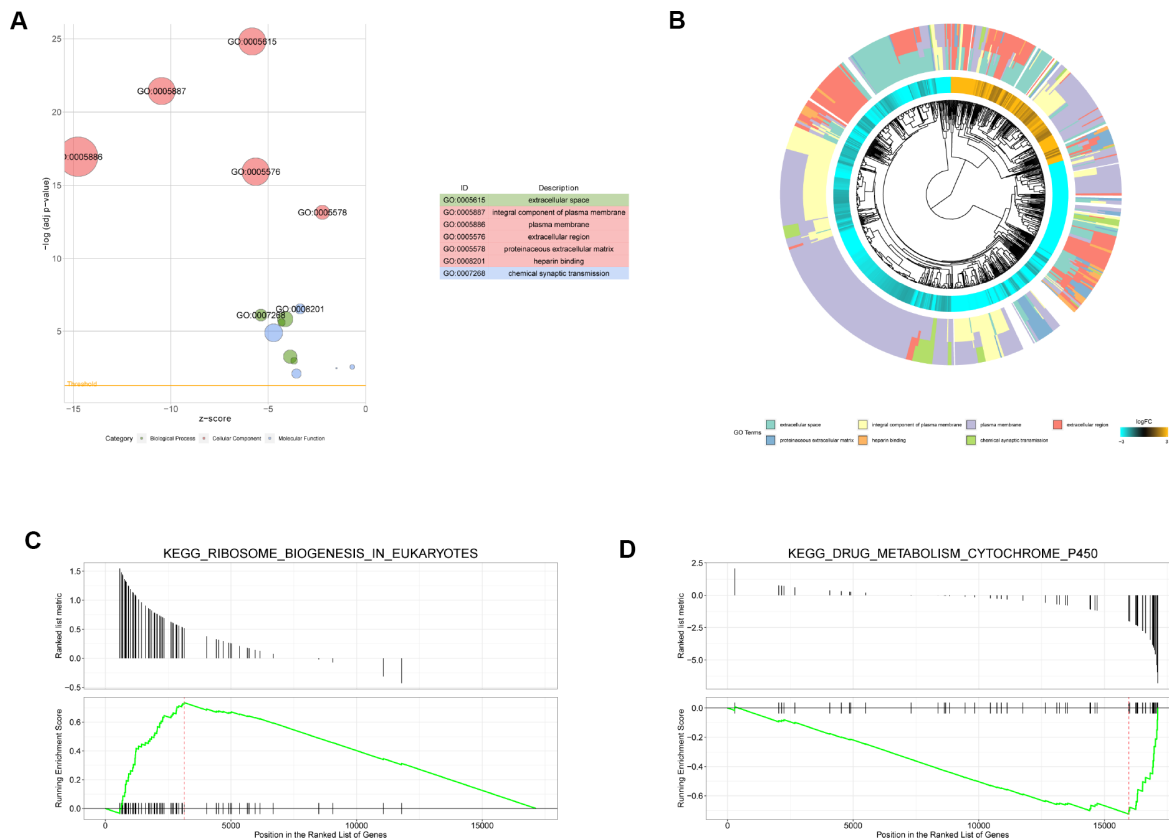 A
B
25
20
15
10
5
−log (adj p−value)
GO:0005615
GO:0005887
GO:0005886
GO:0005576
GO:0005578
GO:0008201
GO:0007268
Threshold
−15
−10
−5
0
z−score
Category
Biological Process
Cellular Component
Molecular Function
ID Description
GO:0005615 extracellular space
GO:0005887 integral component of plasma membrane
GO:0005886 plasma membrane
GO:0005576 extracellular region
GO:0005578 proteinaceous extracellular matrix
GO:0008201 heparin binding
GO:0007268 chemical synaptic transmission
GO Terms
extracellular space
integral component of plasma membrane
plasma membrane
extracellular region
proteinaceous extracellular matrix
heparin binding
chemical synaptic transmission
logFC
C
KEGG_RIBOSOME_BIOGENESIS_IN_EUKARYOTES
Ranked list metric
1.5
1.0
0.5
0.0
−0.5
Running Enrichment Score
0.6
0.4
0.2
0.0
0
5000
10000
15000
Position in the Ranked List of Genes
D
KEGG_DRUG_METABOLISM_CYTOCHROME_P450
Ranked list metric
2.5
0.0
−2.5
−5.0
Running Enrichment Score
0.0
−0.2
−0.4
−0.6
0
5000
10000
15000
Position in the Ranked List of Genes